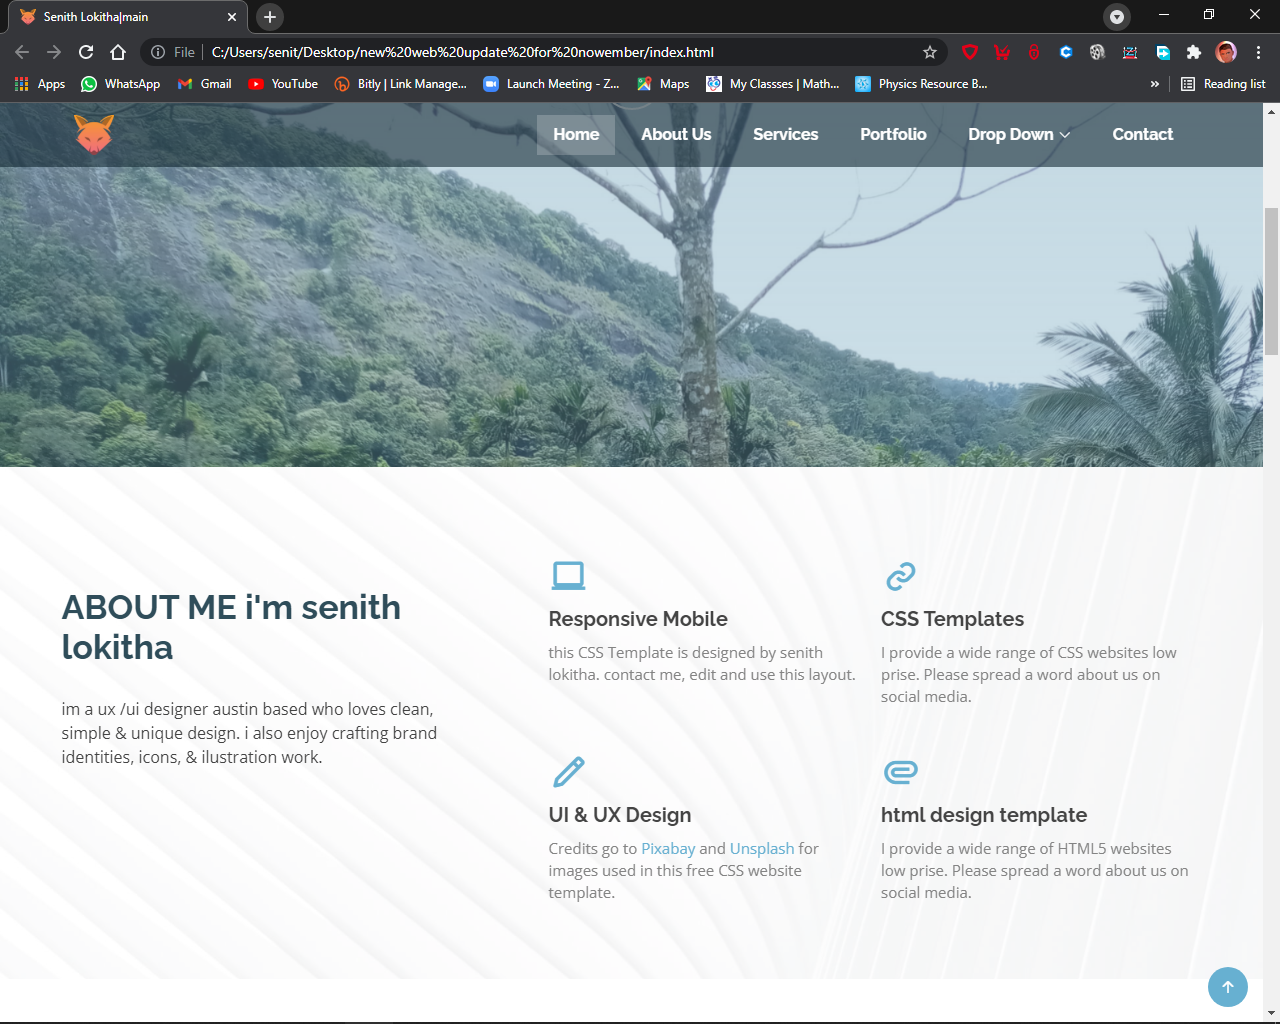 Senith Lokitha|main
File C:/Users/senit/Desktop/new%20web%20update%20for%20nowember/index.html
Apps WhatsApp Gmail YouTube Bitly | Link Manage... Launch Meeting - Z... Maps My Classses | Math... Physics Resource B... » Reading list
Home About Us Services Portfolio Drop Down Contact
ABOUT ME i'm senith
lokitha
im a ux /ui designer austin based who loves clean,
simple & unique design. i also enjoy crafting brand
identities, icons, & ilustration work.
Responsive Mobile
this CSS Template is designed by senith
lokitha. contact me, edit and use this layout.
CSS Templates
I provide a wide range of CSS websites low
prise. Please spread a word about us on
social media.
UI & UX Design
Credits go to Pixabay and Unsplash for
images used in this free CSS website
template.
html design template
I provide a wide range of HTML5 websites
low prise. Please spread a word about us on
social media.